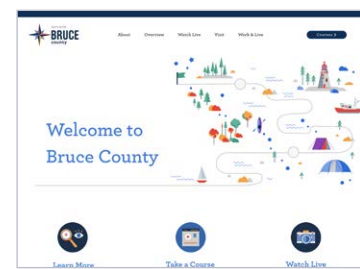 BRUCE
county
About Overview Watch Live Visit Work & Live
Courses
Welcome to
Bruce County
Learn More Take a Course Watch Live